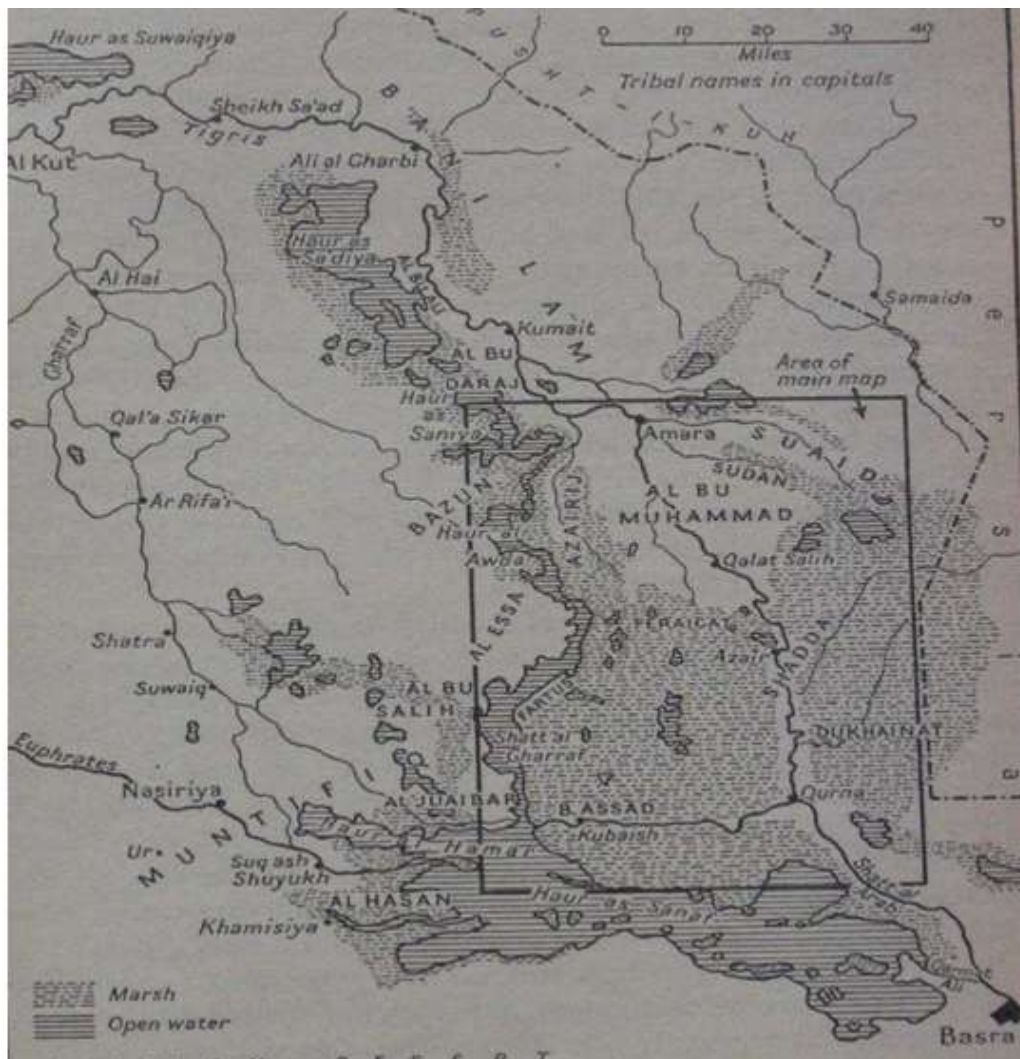 Haur as Suwaiqiya
0 10 20 30 40
Miles
Tribal names in capitals
PUSHT-I-KUH
Sheikh Sa'ad
Tigris
BANI LAM
Ali al Gharbi
Al Kut
Persia
Haur as
Sa'diya
Al Hai
Samaida
Kumait
Gharraf
AL BU
DARAJ
Area of
main map
Haur
as
Saniya
Qal'a Sikar
Amara
SUAID
SUDAN
Ar Rifa'i
BAZUN
AZAIRIJ
AL BU
MUHAMMAD
Haur al
Awda
Qalat Salih
AL ESSA
FERAIGAT
Shatra
Azair
SHADDA
Suwaiq
AL BU
SALIH
FARTUS
Shatt al
Gharraf
DUKHAINAT
Euphrates
Nasiriya
MUNTIFIQ
AL JUAIBAR
B. ASSAD
Qurna
Kubaish
Haur
Hamar
Ur
Suq ash
Shuyukh
Shatt al
Arab
AL HASAN
Haur as Sanaf
Khamisiya
Marsh
Open water
Basra